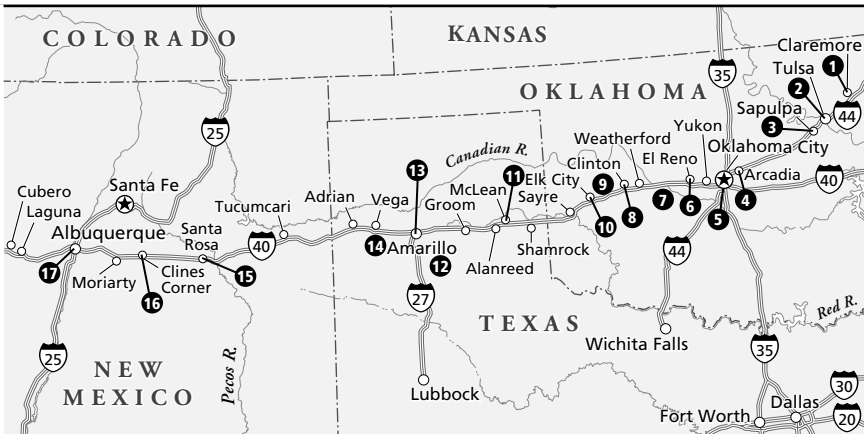 COLORADO
KANSAS
35
Claremore
1
Tulsa
2
OKLAHOMA
44
Sapulpa
3
25
Weatherford
Yukon
Oklahoma City
13
Canadian R.
11
Clinton
El Reno
9
Santa Fe
McLean
Elk City
Arcadia
40
Cubero
Adrian
Vega
Groom
Sayre
7
6
4
Laguna
Tucumcari
8
5
Albuquerque
Santa
Rosa
40
14
Amarillo
10
17
15
12
Alanreed
Shamrock
44
Moriarty
Clines
Corner
16
27
Red R.
TEXAS
Wichita Falls
25
35
NEW
MEXICO
Pecos R.
Lubbock
30
Dallas
Fort Worth
20